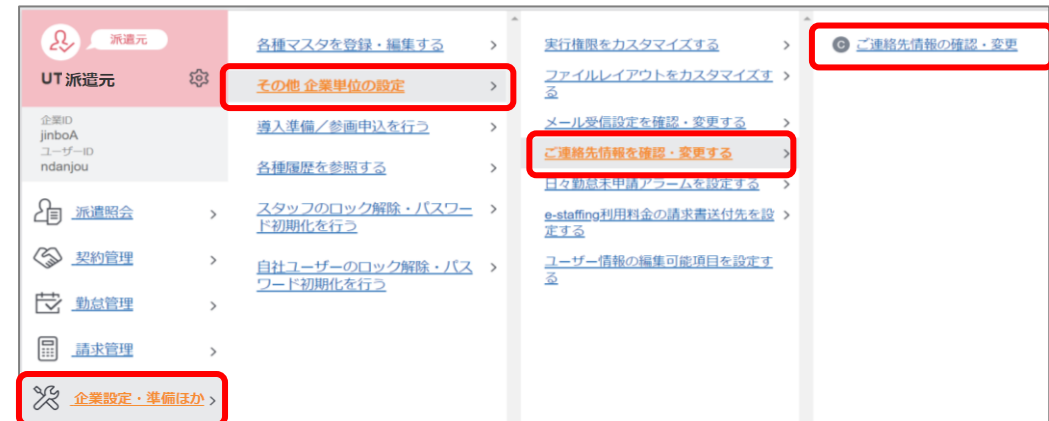 派遣元
UT派遣元
企業ID
jinboA
ユーザーID
ndanjou
派遣照会
契約管理
勤怠管理
請求管理
企業設定・準備ほか
各種マスタを登録・編集する
その他 企業単位の設定
導入準備／参画申込を行う
各種履歴を参照する
スタッフのロック解除・パスワー
ド初期化を行う
自社ユーザーのロック解除・パス
ワード初期化を行う
実行権限をカスタマイズする
ファイルレイアウトをカスタマイズす
る
メール受信設定を確認・変更する
ご連絡先情報を確認・変更する
日々勤怠未申請アラームを設定する
e-staffing利用料金の請求書送付先を設
定する
ユーザー情報の編集可能項目を設定す
る
C ご連絡先情報の確認・変更